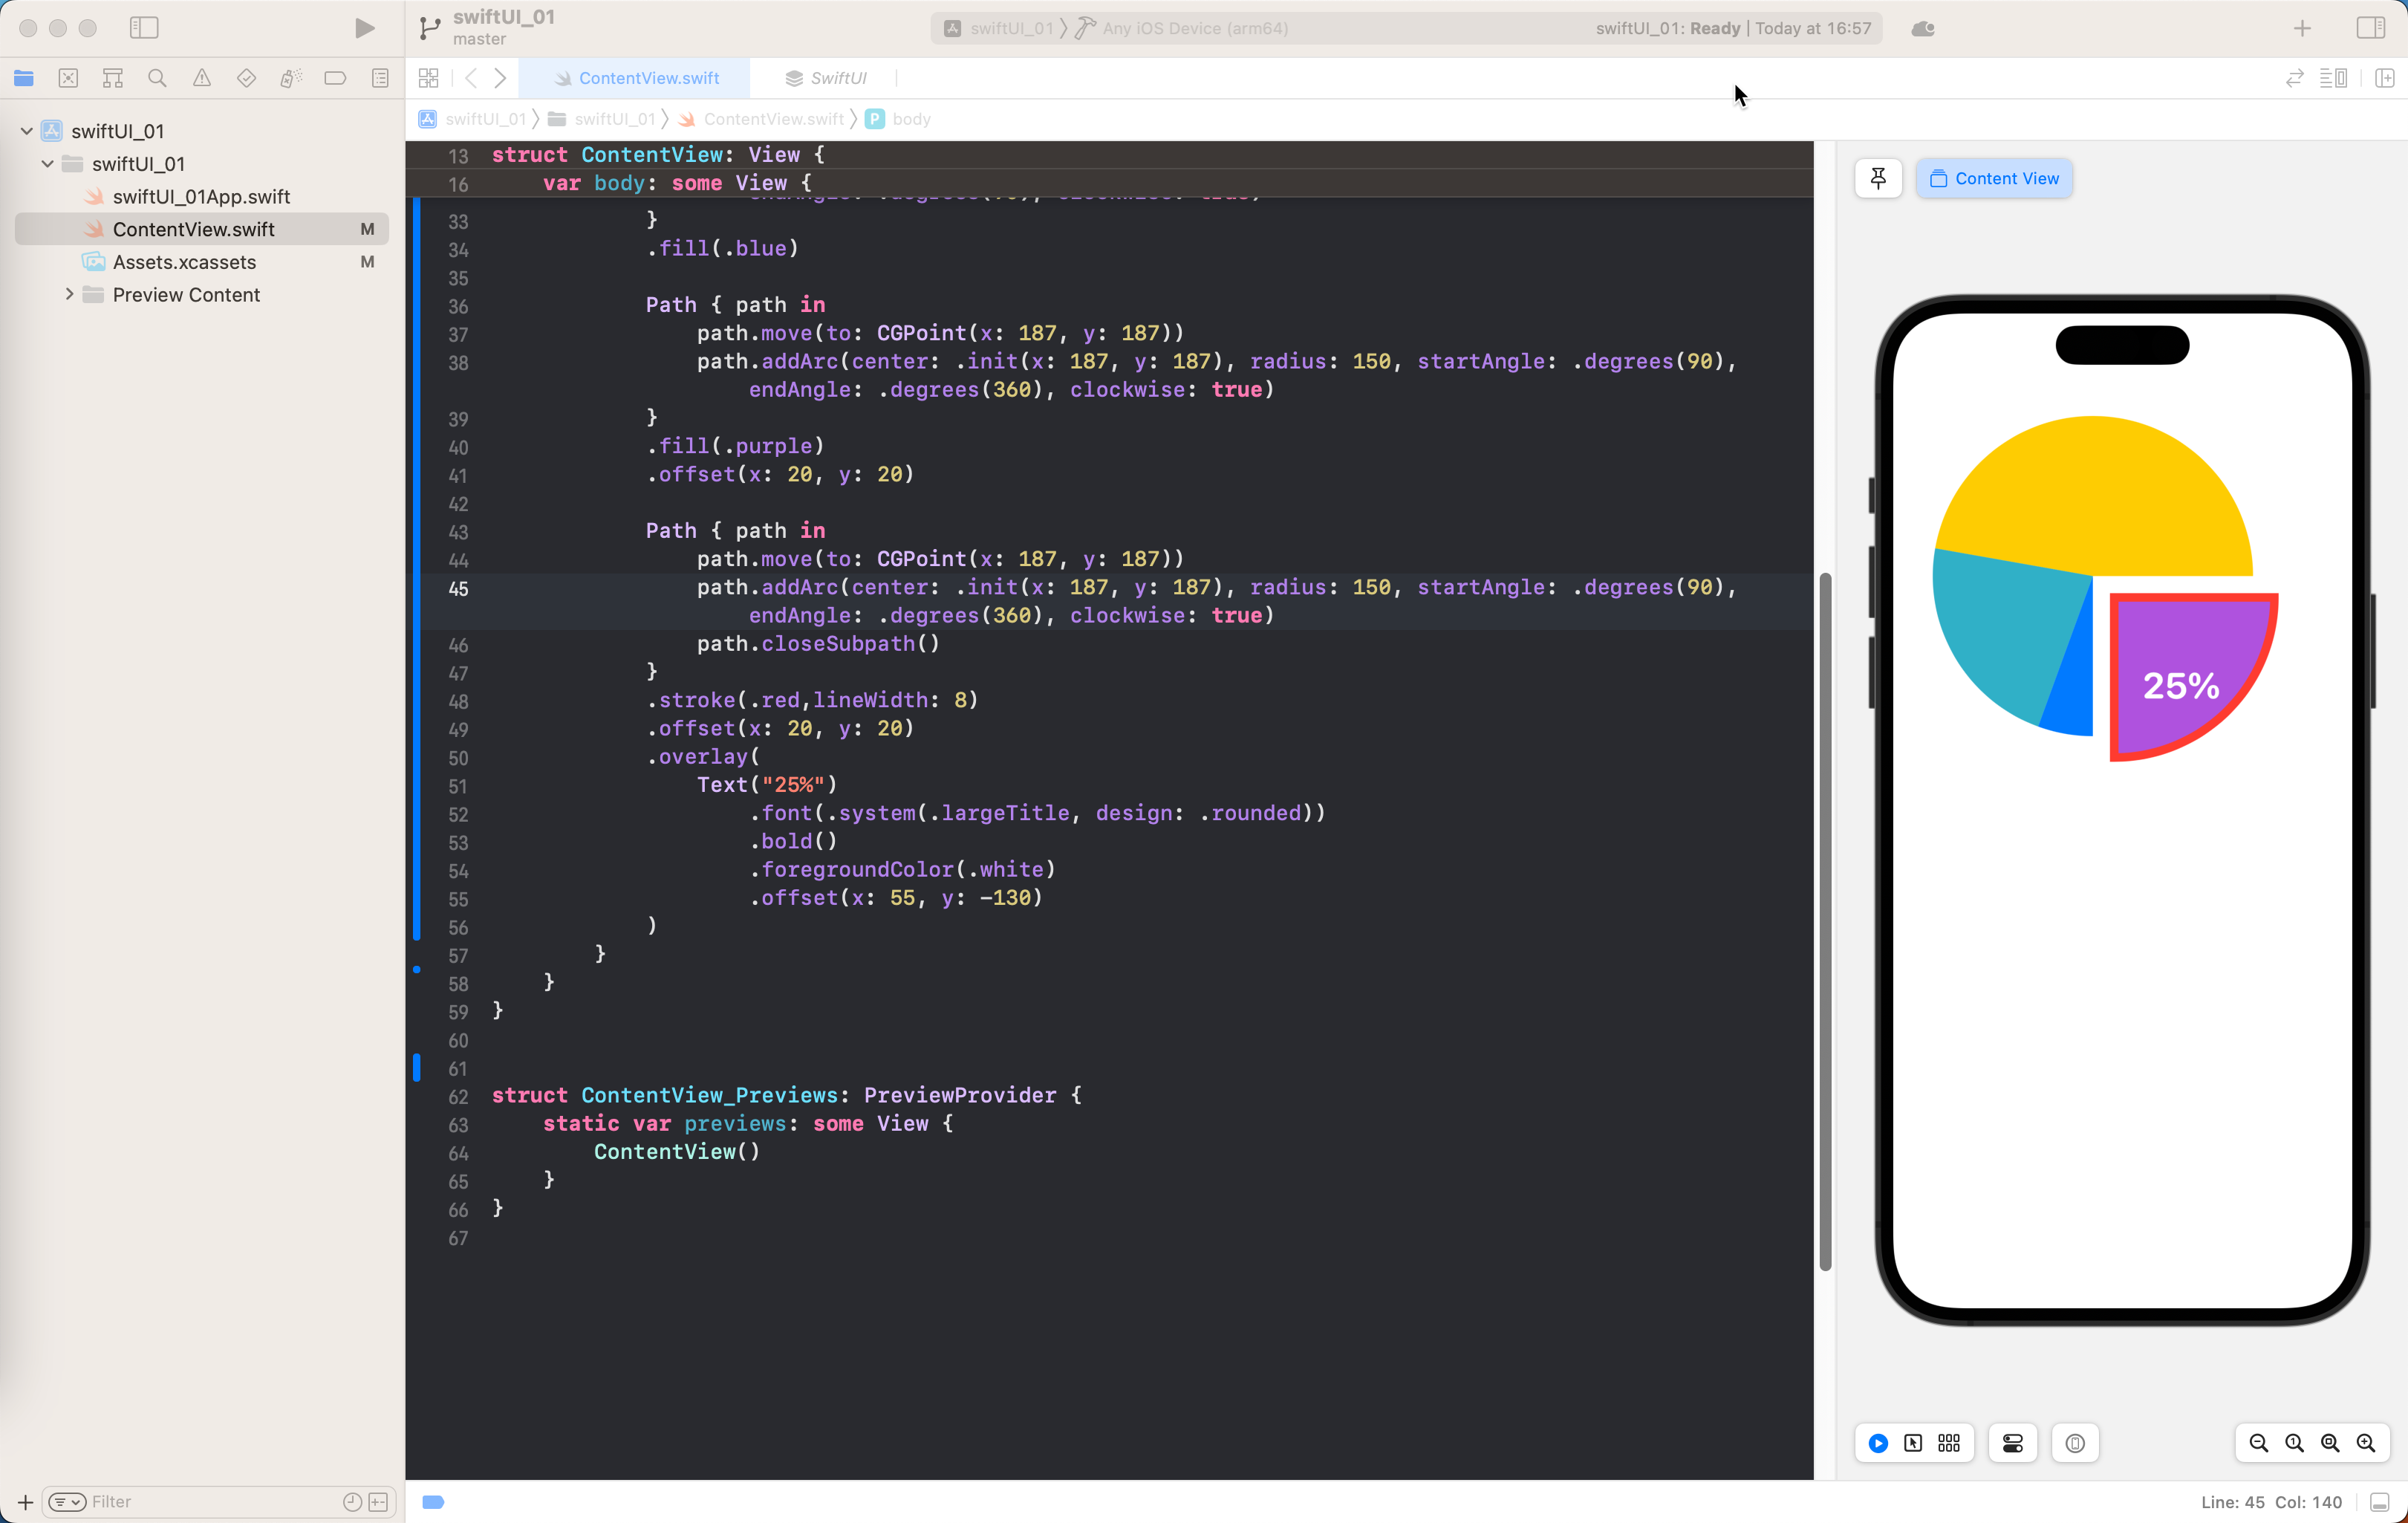 swiftUI_01
master
swiftUI_01 Any iOS Device (arm64)
swiftUI_01: Ready | Today at 16:57
ContentView.swift
SwiftUI
swiftUI_01
swiftUI_01
ContentView.swift
P body
swiftUI_01
swiftUI_01
swiftUI_01App.swift
ContentView.swift M
Assets.xcassets M
Preview Content
13 struct ContentView: View {
16 var body: some View {
33 }
34 .fill(.blue)
35
36 Path { path in
37 path.move(to: CGPoint(x: 187, y: 187))
38 path.addArc(center: .init(x: 187, y: 187), radius: 150, startAngle: .degrees(90),
endAngle: .degrees(360), clockwise: true)
39 }
40 .fill(.purple)
41 .offset(x: 20, y: 20)
42
43 Path { path in
44 path.move(to: CGPoint(x: 187, y: 187))
45 path.addArc(center: .init(x: 187, y: 187), radius: 150, startAngle: .degrees(90),
endAngle: .degrees(360), clockwise: true)
46 path.closeSubpath()
47 }
48 .stroke(.red,lineWidth: 8)
49 .offset(x: 20, y: 20)
50 .overlay(
51 Text("25%")
52 .font(.system(.largeTitle, design: .rounded))
53 .bold()
54 .foregroundColor(.white)
55 .offset(x: 55, y: -130)
56 )
57 }
58 }
59 }
60
61
62 struct ContentView_Previews: PreviewProvider {
63 static var previews: some View {
64 ContentView()
65 }
66 }
67
Content View
25%
Filter
Line: 45 Col: 140